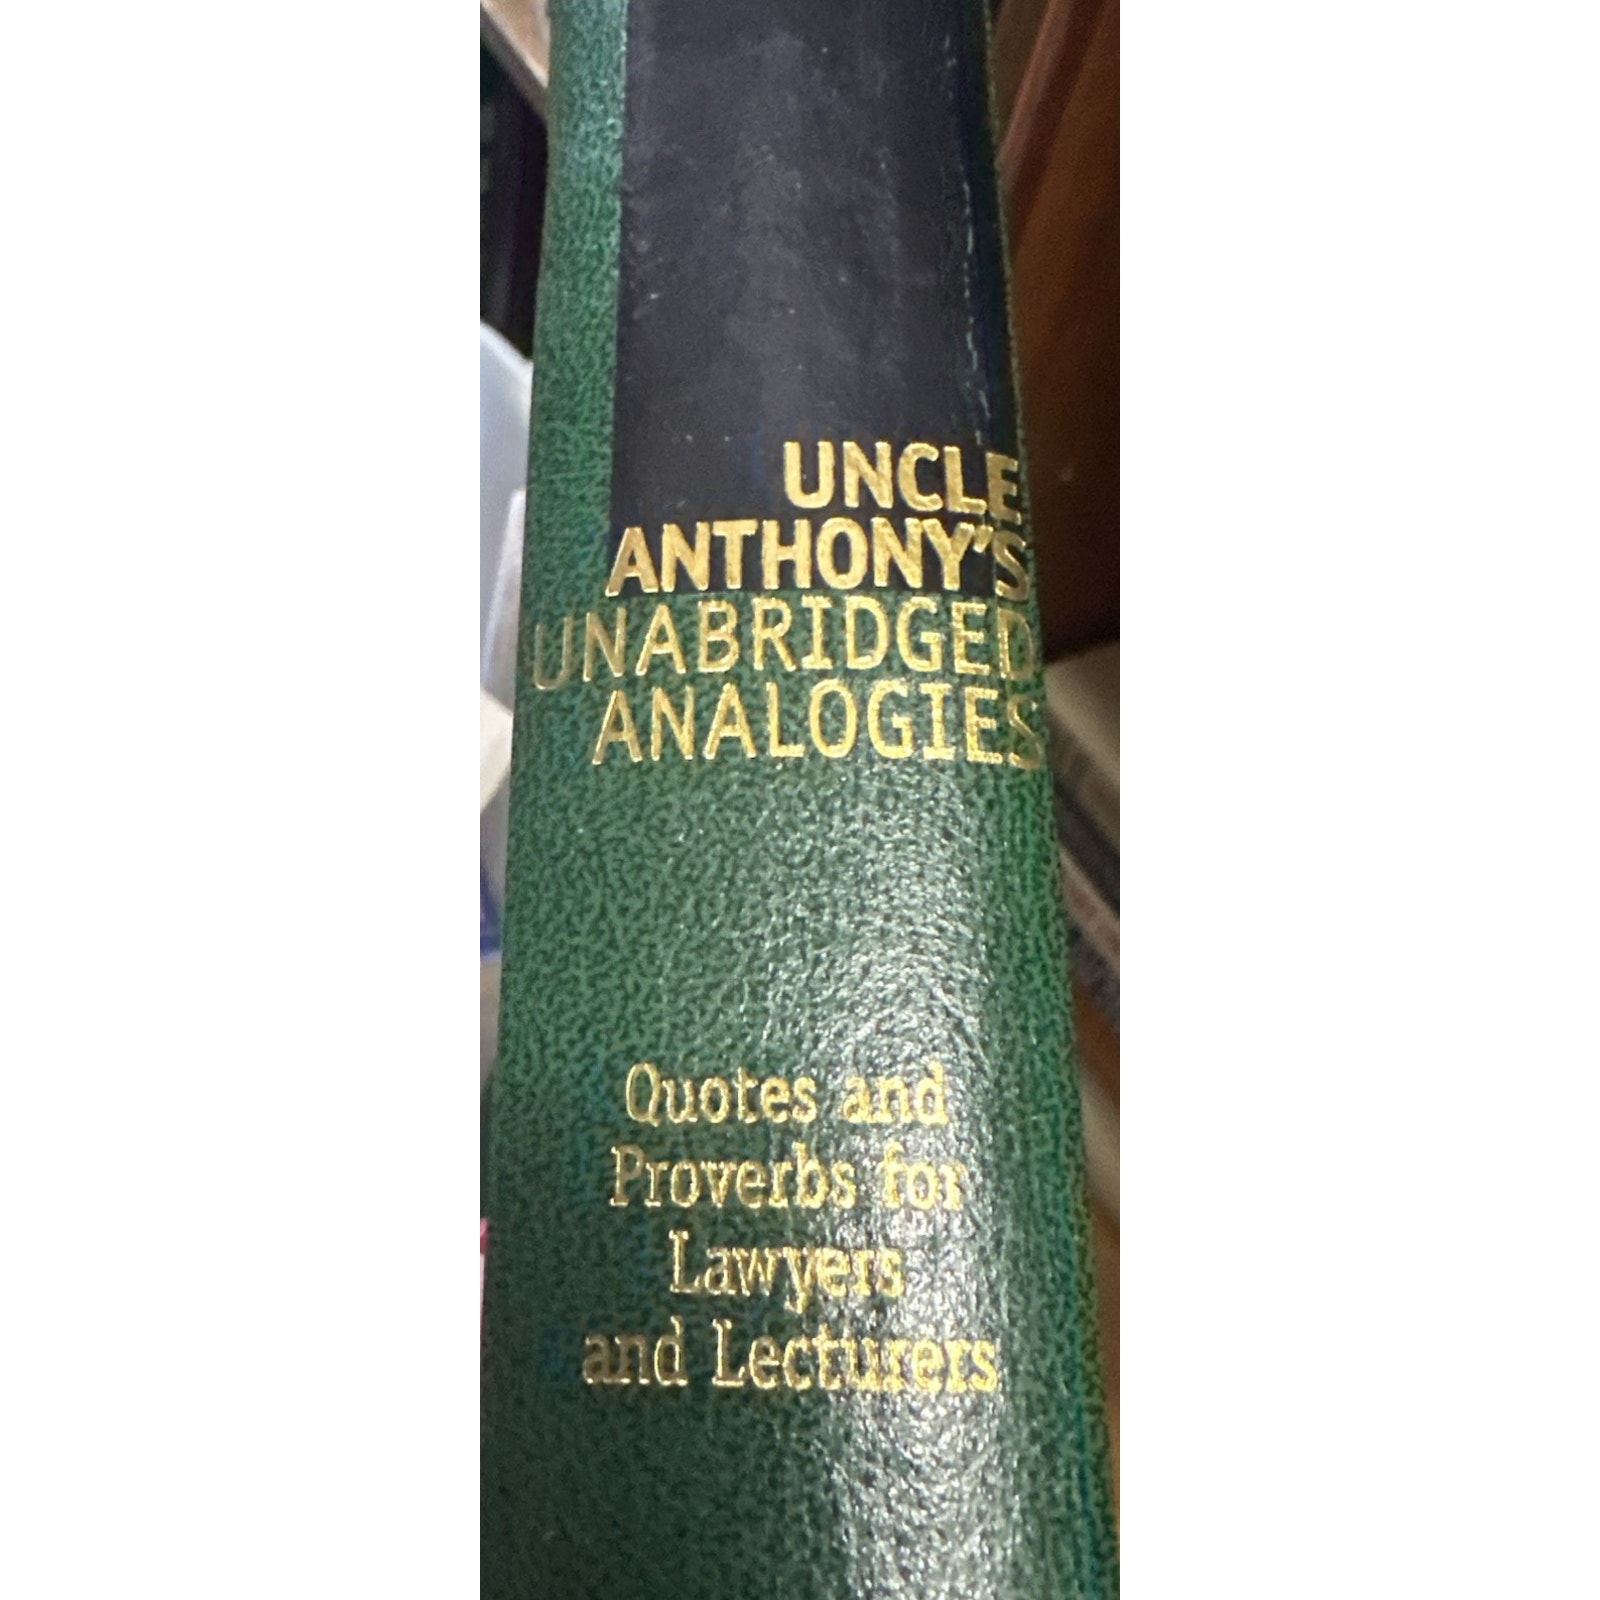 UNCLE
ANTHONY'S
UNABRIDGED
ANALOGIES
Quotes and
Proverbs for
Lawyers
and Lecturers